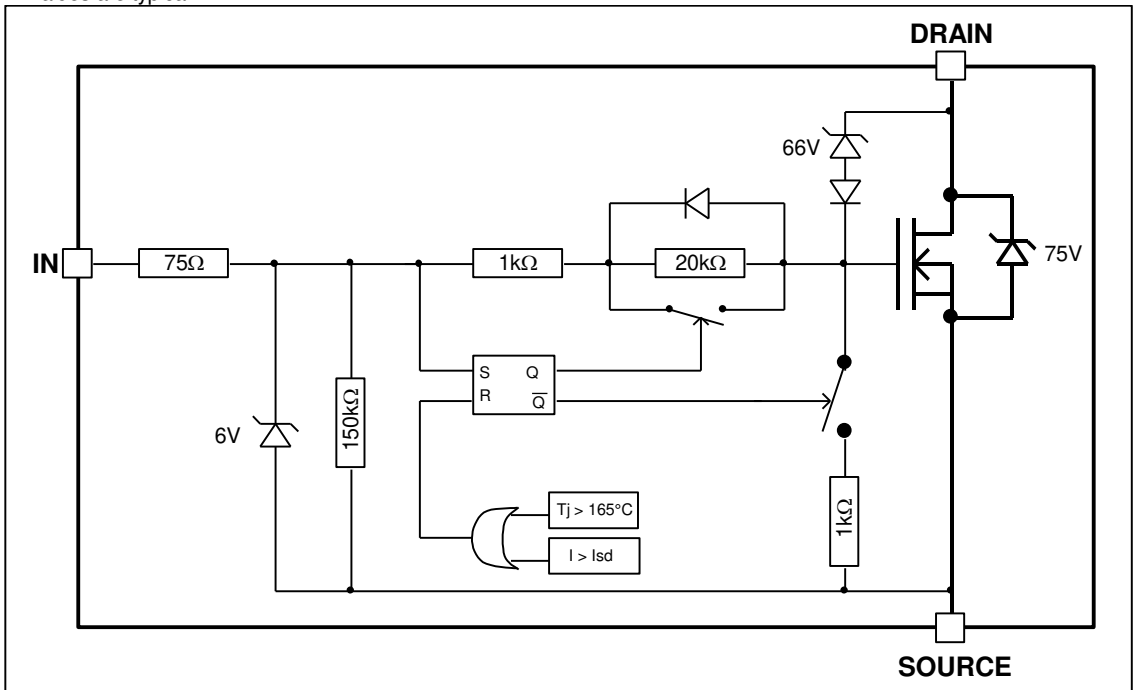 DRAIN
66V
75V
IN
75Ω
1kΩ
20kΩ
S Q
R Q̅
6V
150kΩ
Tj > 165°C
I > Isd
1kΩ
SOURCE